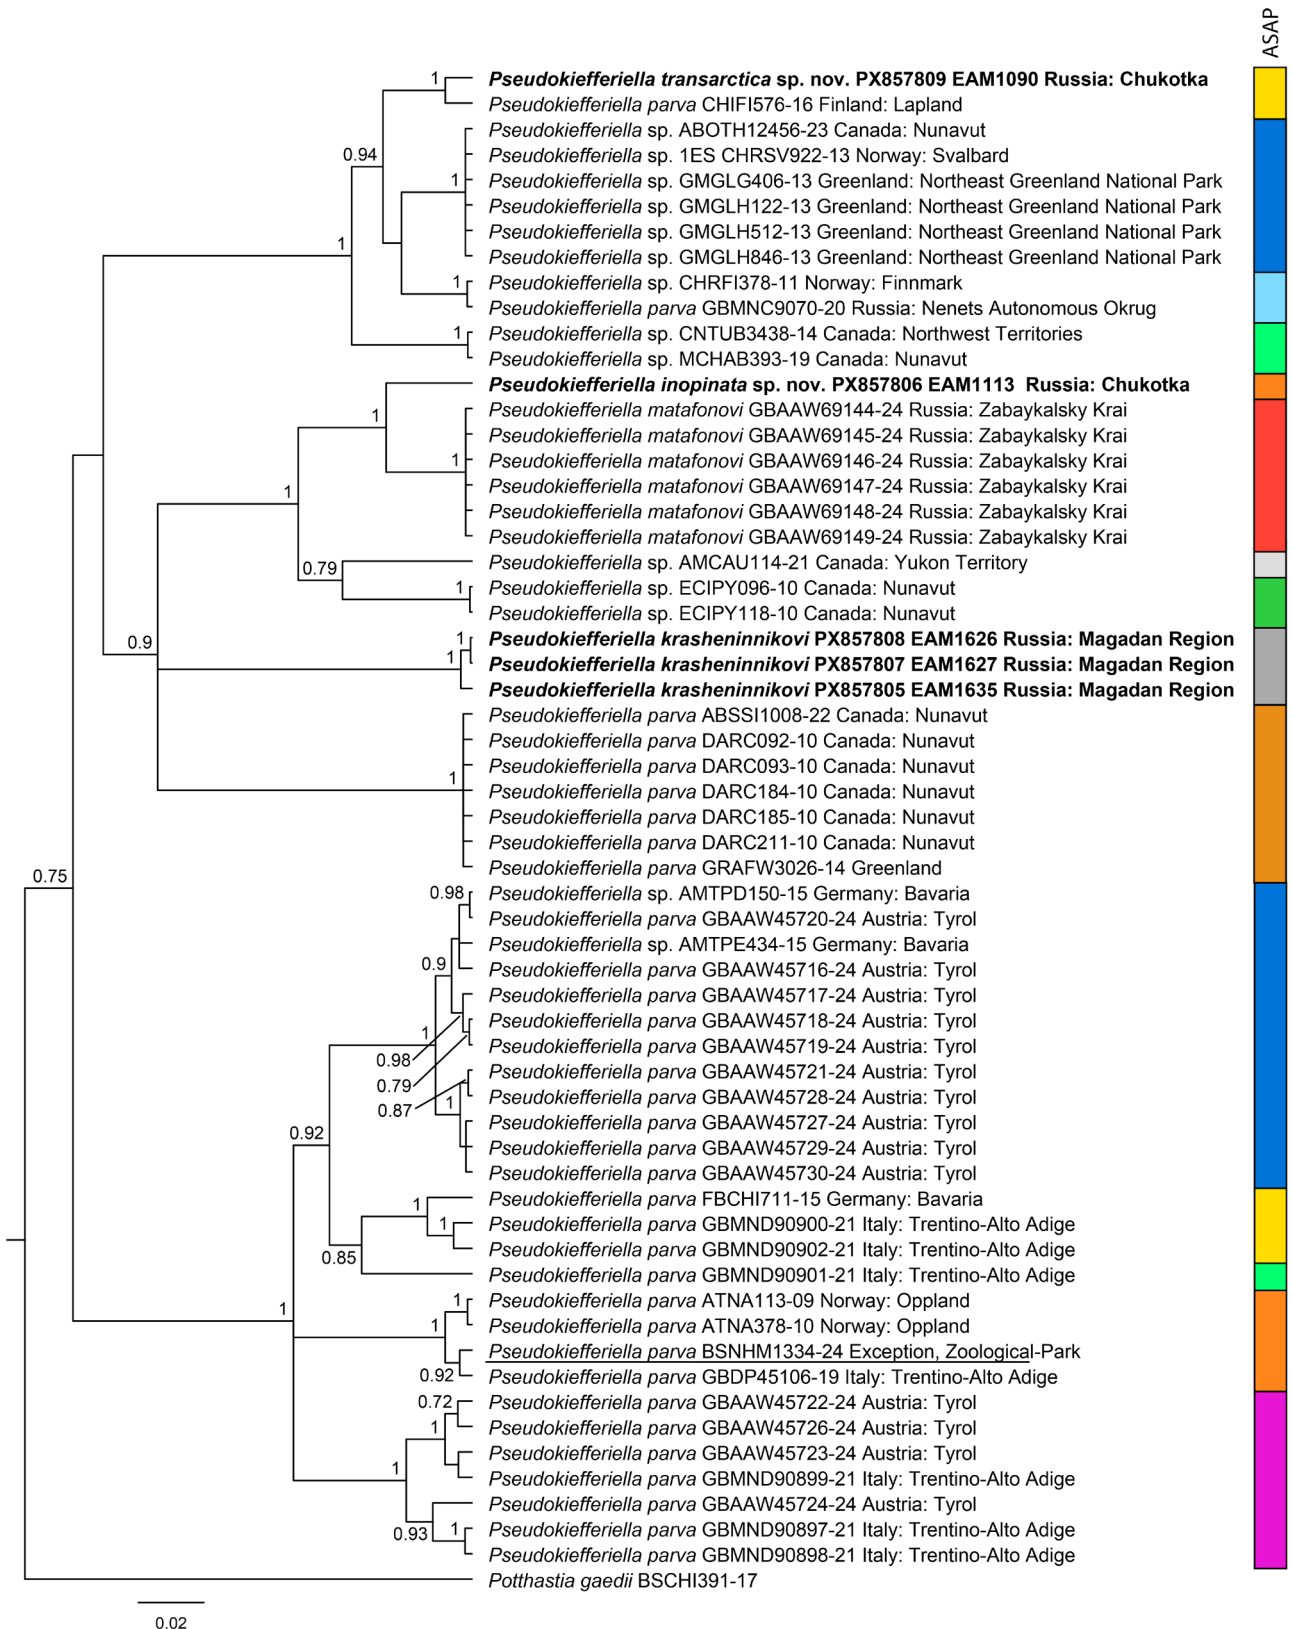 ASAP
1
Pseudokiefferiella transarctica sp. nov. PX857809 EAM1090 Russia: Chukotka
Pseudokiefferiella parva CHIFI576-16 Finland: Lapland
Pseudokiefferiella sp. ABOTH12456-23 Canada: Nunavut
0.94
Pseudokiefferiella sp. 1ES CHRSV922-13 Norway: Svalbard
1
Pseudokiefferiella sp. GMGLG406-13 Greenland: Northeast Greenland National Park
Pseudokiefferiella sp. GMGLH122-13 Greenland: Northeast Greenland National Park
Pseudokiefferiella sp. GMGLH512-13 Greenland: Northeast Greenland National Park
1
Pseudokiefferiella sp. GMGLH846-13 Greenland: Northeast Greenland National Park
1
Pseudokiefferiella sp. CHRFI378-11 Norway: Finnmark
Pseudokiefferiella parva GBMNC9070-20 Russia: Nenets Autonomous Okrug
1
Pseudokiefferiella sp. CNTUB3438-14 Canada: Northwest Territories
Pseudokiefferiella sp. MCHAB393-19 Canada: Nunavut
Pseudokiefferiella inopinata sp. nov. PX857806 EAM1113 Russia: Chukotka
1
Pseudokiefferiella matafonovi GBAAW69144-24 Russia: Zabaykalsky Krai
Pseudokiefferiella matafonovi GBAAW69145-24 Russia: Zabaykalsky Krai
1
Pseudokiefferiella matafonovi GBAAW69146-24 Russia: Zabaykalsky Krai
1
Pseudokiefferiella matafonovi GBAAW69147-24 Russia: Zabaykalsky Krai
Pseudokiefferiella matafonovi GBAAW69148-24 Russia: Zabaykalsky Krai
Pseudokiefferiella matafonovi GBAAW69149-24 Russia: Zabaykalsky Krai
0.79
Pseudokiefferiella sp. AMCAU114-21 Canada: Yukon Territory
1
Pseudokiefferiella sp. ECIPY096-10 Canada: Nunavut
Pseudokiefferiella sp. ECIPY118-10 Canada: Nunavut
0.9
1
Pseudokiefferiella krasheninnikovi PX857808 EAM1626 Russia: Magadan Region
1
Pseudokiefferiella krasheninnikovi PX857807 EAM1627 Russia: Magadan Region
Pseudokiefferiella krasheninnikovi PX857805 EAM1635 Russia: Magadan Region
Pseudokiefferiella parva ABSSI1008-22 Canada: Nunavut
Pseudokiefferiella parva DARC092-10 Canada: Nunavut
Pseudokiefferiella parva DARC093-10 Canada: Nunavut
1
Pseudokiefferiella parva DARC184-10 Canada: Nunavut
Pseudokiefferiella parva DARC185-10 Canada: Nunavut
Pseudokiefferiella parva DARC211-10 Canada: Nunavut
Pseudokiefferiella parva GRAFW3026-14 Greenland
0.75
0.98
Pseudokiefferiella sp. AMTPD150-15 Germany: Bavaria
Pseudokiefferiella parva GBAAW45720-24 Austria: Tyrol
Pseudokiefferiella sp. AMTPE434-15 Germany: Bavaria
0.9
Pseudokiefferiella parva GBAAW45716-24 Austria: Tyrol
Pseudokiefferiella parva GBAAW45717-24 Austria: Tyrol
Pseudokiefferiella parva GBAAW45718-24 Austria: Tyrol
1
Pseudokiefferiella parva GBAAW45719-24 Austria: Tyrol
0.98
Pseudokiefferiella parva GBAAW45721-24 Austria: Tyrol
0.79
Pseudokiefferiella parva GBAAW45728-24 Austria: Tyrol
0.87
1
Pseudokiefferiella parva GBAAW45727-24 Austria: Tyrol
0.92
Pseudokiefferiella parva GBAAW45729-24 Austria: Tyrol
Pseudokiefferiella parva GBAAW45730-24 Austria: Tyrol
1
Pseudokiefferiella parva FBCHI711-15 Germany: Bavaria
1
Pseudokiefferiella parva GBMND90900-21 Italy: Trentino-Alto Adige
Pseudokiefferiella parva GBMND90902-21 Italy: Trentino-Alto Adige
0.85
Pseudokiefferiella parva GBMND90901-21 Italy: Trentino-Alto Adige
1
1
Pseudokiefferiella parva ATNA113-09 Norway: Oppland
1
Pseudokiefferiella parva ATNA378-10 Norway: Oppland
Pseudokiefferiella parva BSNHM1334-24 Exception, Zoological-Park
0.92
Pseudokiefferiella parva GBDP45106-19 Italy: Trentino-Alto Adige
0.72
Pseudokiefferiella parva GBAAW45722-24 Austria: Tyrol
1
Pseudokiefferiella parva GBAAW45726-24 Austria: Tyrol
Pseudokiefferiella parva GBAAW45723-24 Austria: Tyrol
1
Pseudokiefferiella parva GBMND90899-21 Italy: Trentino-Alto Adige
Pseudokiefferiella parva GBAAW45724-24 Austria: Tyrol
0.93
1
Pseudokiefferiella parva GBMND90897-21 Italy: Trentino-Alto Adige
Pseudokiefferiella parva GBMND90898-21 Italy: Trentino-Alto Adige
Potthastia gaedii BSCHI391-17
0.02